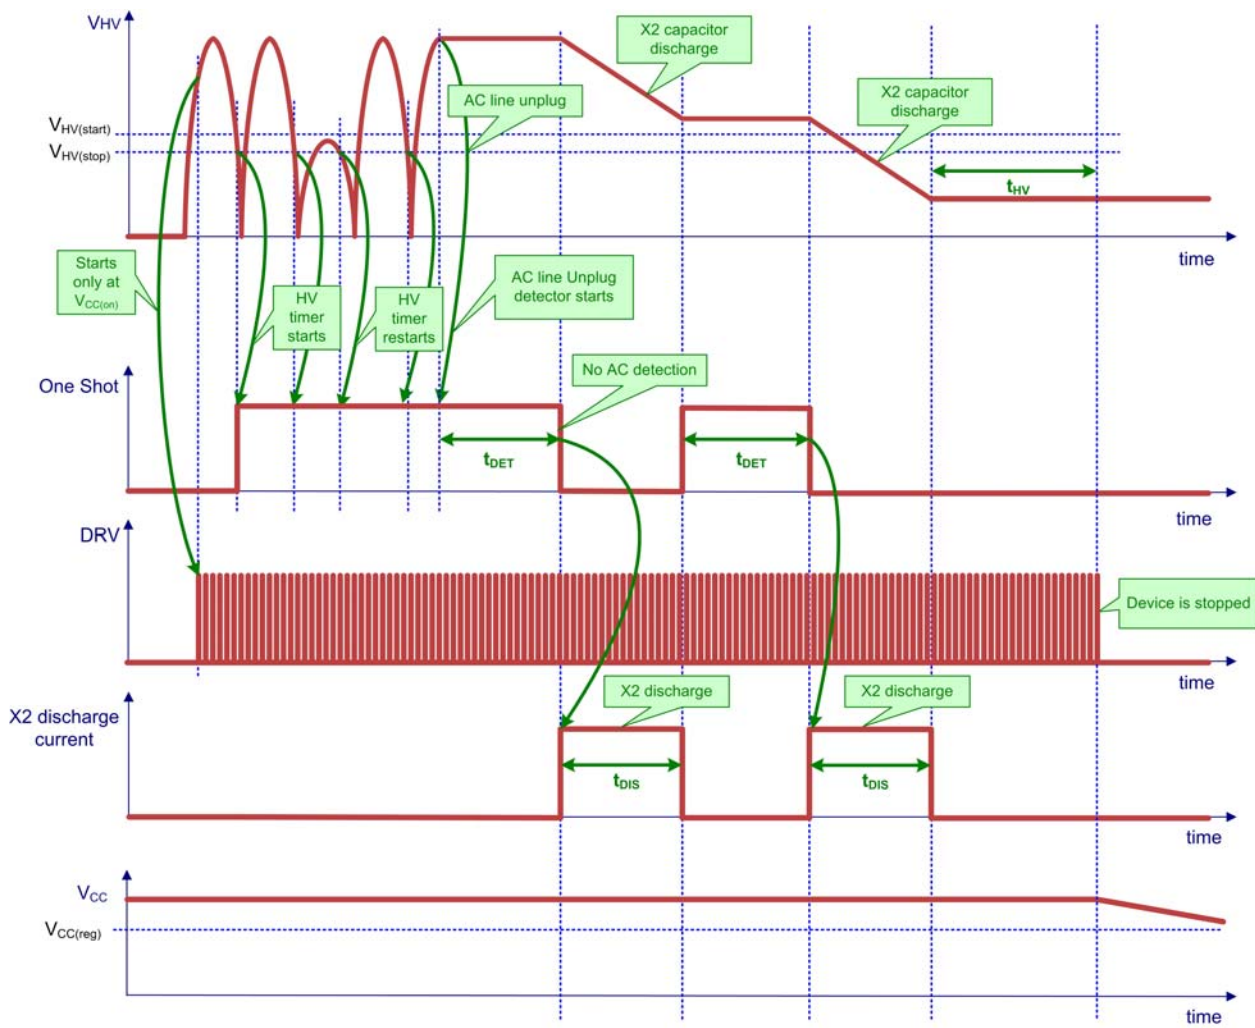 VHV
X2 capacitor
discharge
AC line unplug
X2 capacitor
discharge
VHV(start)
VHV(stop)
tHV
time
Starts
only at
VCC(on)
HV
timer
starts
HV
timer
restarts
AC line Unplug
detector starts
One Shot
No AC detection
tDET
tDET
time
DRV
Device is stopped
time
X2 discharge
current
X2 discharge
X2 discharge
tDIS
tDIS
time
VCC
VCC(reg)
time